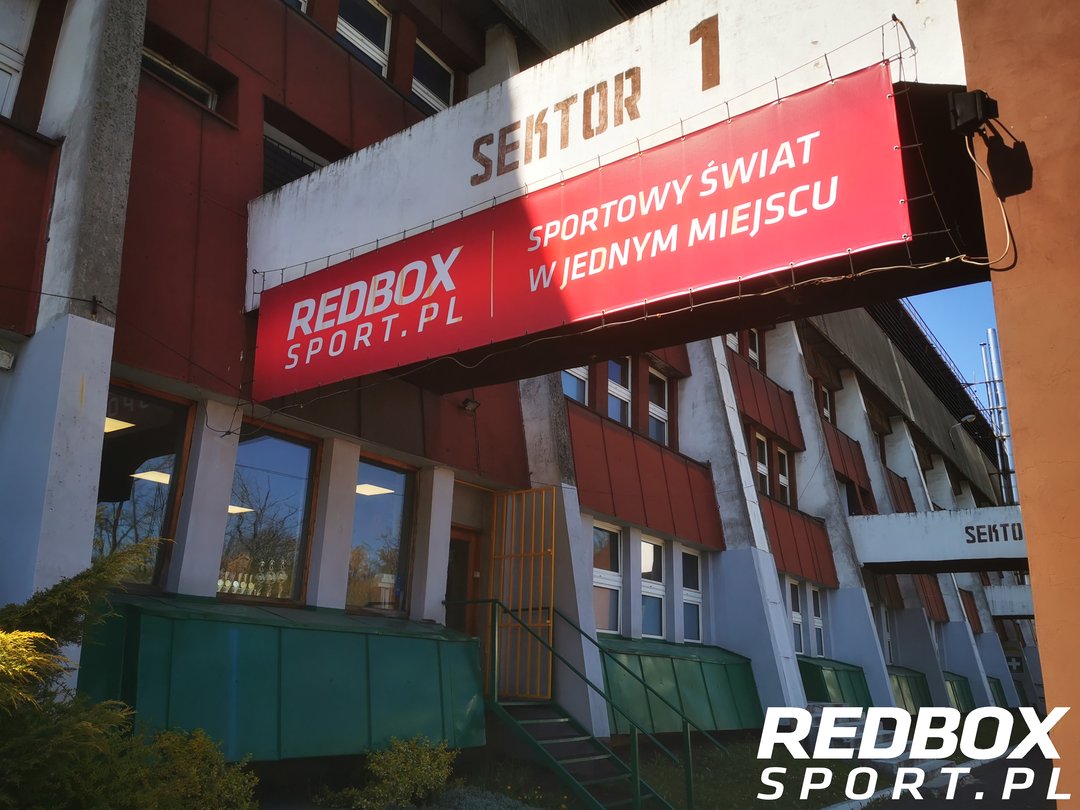 SEKTOR 1
REDBOX
SPORT.PL
SPORTOWY ŚWIAT
W JEDNYM MIEJSCU
SEKTO
REDBOX
SPORT.PL